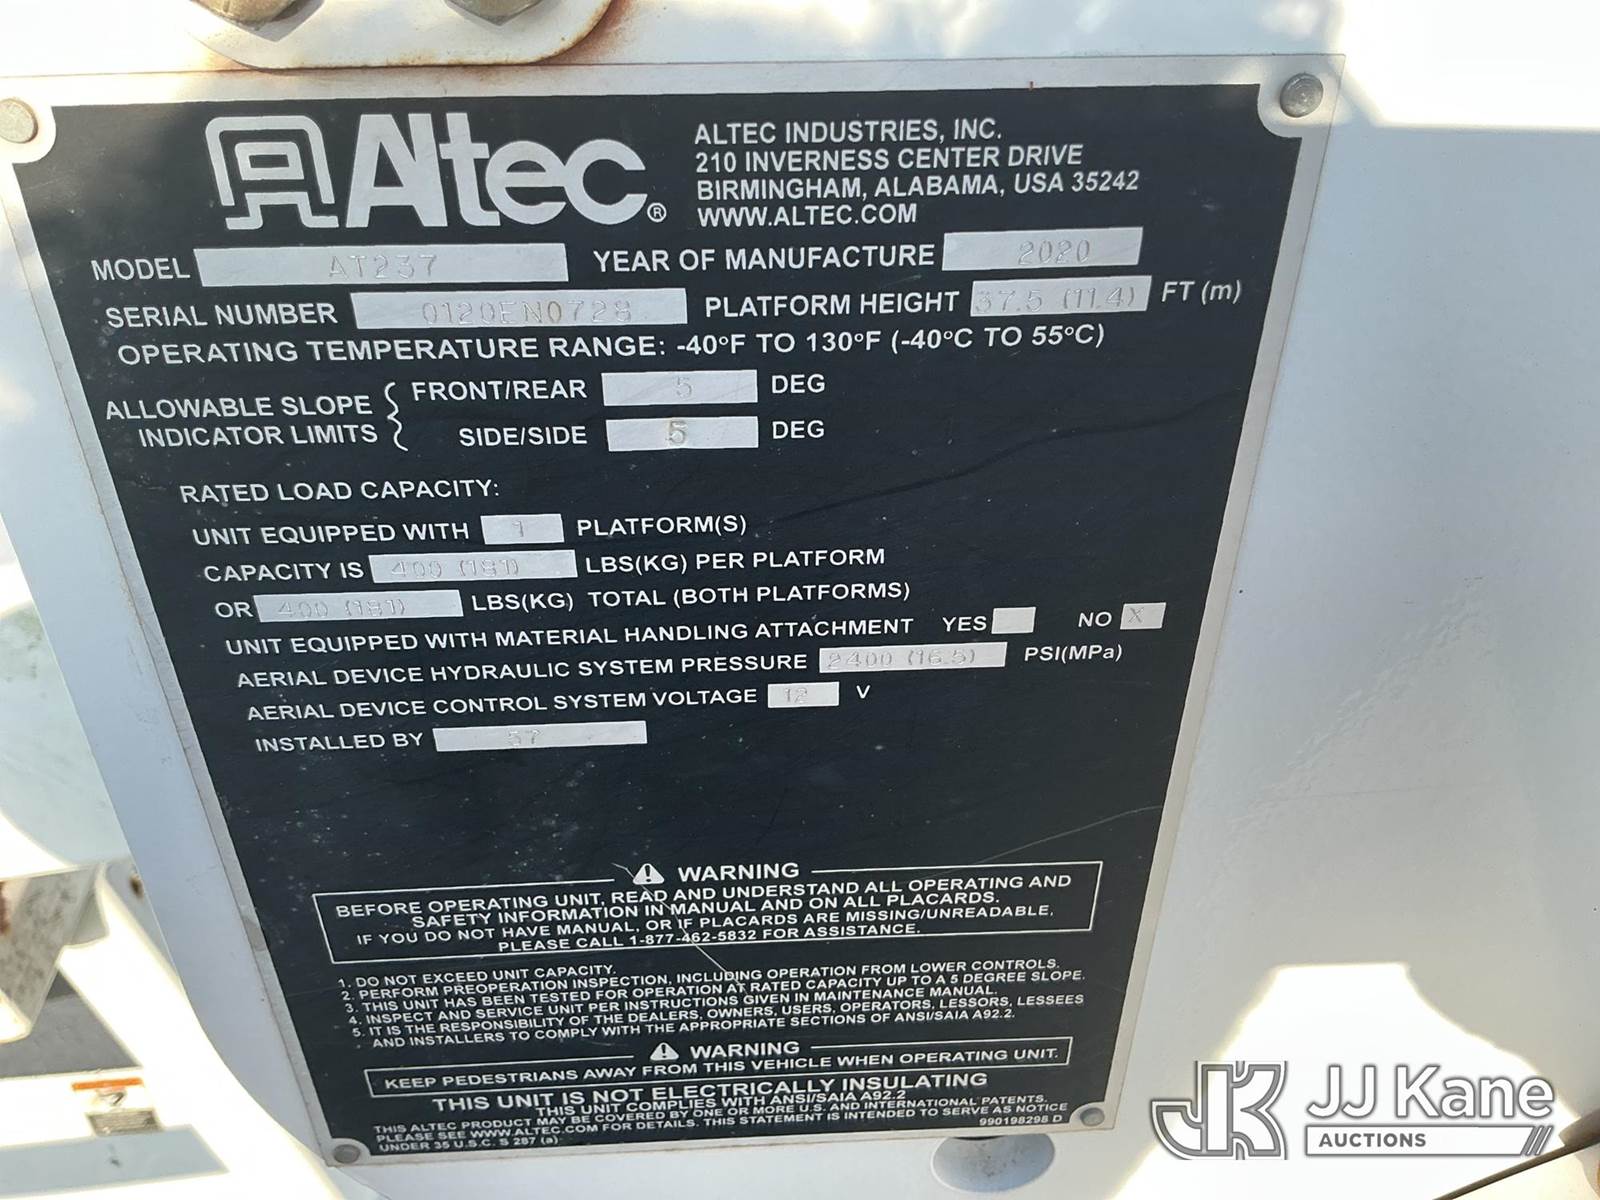 Altec®
ALTEC INDUSTRIES, INC.
210 INVERNESS CENTER DRIVE
BIRMINGHAM, ALABAMA, USA 35242
WWW.ALTEC.COM
MODEL AT237 YEAR OF MANUFACTURE 2020
SERIAL NUMBER 0120EN0728 PLATFORM HEIGHT 37.5 (11.4) FT (m)
OPERATING TEMPERATURE RANGE: -40°F TO 130°F (-40°C TO 55°C)
ALLOWABLE SLOPE INDICATOR LIMITS { FRONT/REAR 5 DEG
SIDE/SIDE 5 DEG
RATED LOAD CAPACITY:
UNIT EQUIPPED WITH 1 PLATFORM(S)
CAPACITY IS 400 (181) LBS(KG) PER PLATFORM
OR 400 (181) LBS(KG) TOTAL (BOTH PLATFORMS)
UNIT EQUIPPED WITH MATERIAL HANDLING ATTACHMENT YES NO X
AERIAL DEVICE HYDRAULIC SYSTEM PRESSURE 2400 (16.5) PSI(MPa)
AERIAL DEVICE CONTROL SYSTEM VOLTAGE 12 V
INSTALLED BY 57
⚠ WARNING
BEFORE OPERATING UNIT, READ AND UNDERSTAND ALL OPERATING AND
SAFETY INFORMATION IN MANUAL AND ON ALL PLACARDS.
IF YOU DO NOT HAVE MANUAL, OR IF PLACARDS ARE MISSING/UNREADABLE,
PLEASE CALL 1-877-462-5832 FOR ASSISTANCE.
1. DO NOT EXCEED UNIT CAPACITY.
2. PERFORM PREOPERATION INSPECTION, INCLUDING OPERATION FROM LOWER CONTROLS.
3. THIS UNIT HAS BEEN TESTED FOR OPERATION AT RATED CAPACITY UP TO A 5 DEGREE SLOPE.
4. INSPECT AND SERVICE UNIT PER INSTRUCTIONS GIVEN IN MAINTENANCE MANUAL.
5. IT IS THE RESPONSIBILITY OF THE DEALERS, OWNERS, USERS, OPERATORS, LESSORS, LESSEES
AND INSTALLERS TO COMPLY WITH THE APPROPRIATE SECTIONS OF ANSI/SAIA A92.2.
⚠ WARNING
KEEP PEDESTRIANS AWAY FROM THIS VEHICLE WHEN OPERATING UNIT.
THIS UNIT IS NOT ELECTRICALLY INSULATING
THIS UNIT COMPLIES WITH ANSI/SAIA A92.2
THIS ALTEC PRODUCT MAY BE COVERED BY ONE OR MORE U.S. AND INTERNATIONAL PATENTS.
PLEASE SEE WWW.ALTEC.COM FOR DETAILS. THIS STATEMENT IS INTENDED TO SERVE AS NOTICE
UNDER 35 U.S.C. S 287 (a). 990198298 D
JK JJ Kane
AUCTIONS